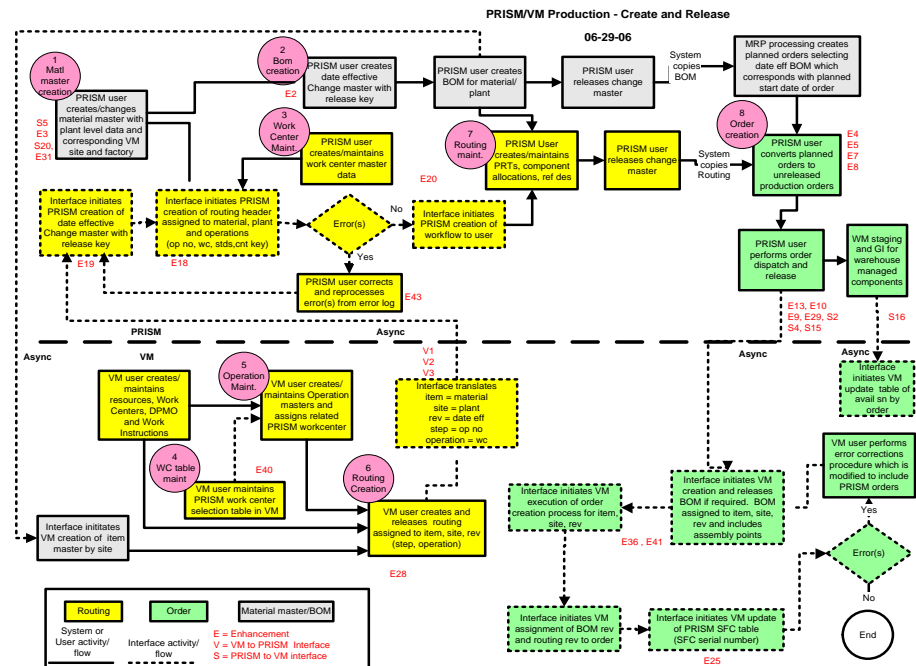 PRISM/VM Production - Create and Release
06-29-06
1
Matl
master
creation
PRISM user
creates/changes
material master with
plant level data and
corresponding VM
site and factory
S5
E3
S20,
E31
2
Bom
creation
E2
PRISM user creates
date effective
Change master with
release key
PRISM user creates
BOM for material/
plant
PRISM user
releases change
master
System
copies
BOM
MRP processing creates
planned orders selecting
date eff BOM which
corresponds with planned
start date of order
3
Work
Center
Maint.
PRISM user
creates/maintains
work center master
data
7
Routing
maint.
E20
PRISM User
creates/maintains
PRTs, component
allocations, ref des
PRISM user
releases change
master
System
copies
Routing
8
Order
creation
PRISM user
converts planned
orders to
unreleased
production orders
E4
E5
E7
E8
Interface initiates
PRISM creation of
date effective
Change master with
release key
E19
Interface initiates PRISM
creation of routing header
assigned to material, plant
and operations
(op no, wc, stds,cnt key)
E18
Error(s)
No
Yes
Interface initiates
PRISM creation of
workflow to user
PRISM user corrects
and reprocesses
error(s) from error log
E43
PRISM user
performs order
dispatch and
release
WM staging
and GI for
warehouse
managed
components
E13, E10
E9, E29, S2
S4, S15
S16
PRISM
Async
Async
VM
Async
Async
V1
V2
V3
VM user creates/
maintains
resources, Work
Centers, DPMO
and Work
Instructions
5
Operation
Maint.
VM user creates/
maintains Operation
masters and
assigns related
PRISM workcenter
Interface translates
item = material
site = plant
rev = date eff
step = op no
operation = wc
Interface
initiates VM
update table of
avail sn by
order
4
WC table
maint
E40
VM user maintains
PRISM work center
selection table in VM
6
Routing
Creation
VM user creates and
releases routing
assigned to item, site, rev
(step, operation)
E28
Interface inititates
VM creation of item
master by site
Interface initiates VM
execution of order
creation process for item,
site, rev
E36 , E41
Interface initiates VM
creation and releases
BOM if required. BOM
assigned to item, site,
rev and includes
assembly points
VM user performs
error corrections
procedure which is
modified to include
PRISM orders
Yes
Error(s)
No
End
Interface initiates VM
assignment of BOM rev
and routing rev to order
Interface initiates VM update
of PRISM SFC table
(SFC serial number)
E25
Routing
Order
Material master/BOM
System or
User activity/
flow
Interface activity/
flow
E = Enhancement
V = VM to PRISM Interface
S = PRISM to VM interface